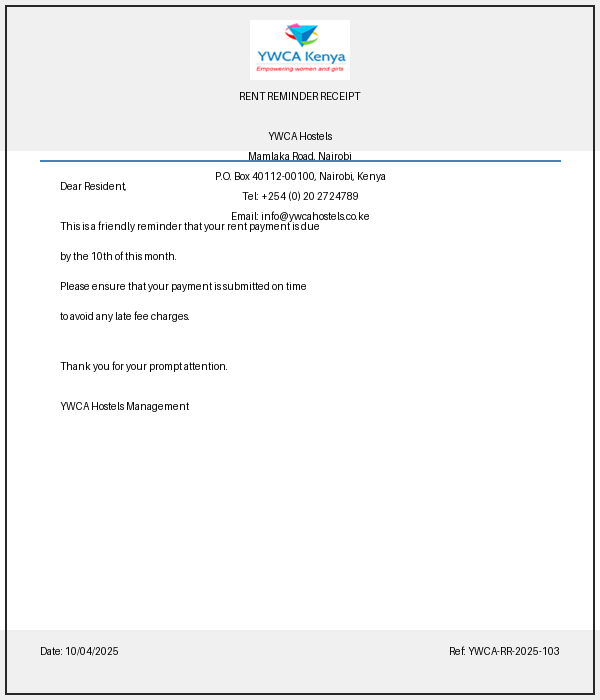 YWCA Kenya
Empowering women and girls
RENT REMINDER RECEIPT
YWCA Hostels
Mamlaka Road, Nairobi
P.O. Box 40112-00100, Nairobi, Kenya
Tel: +254 (0) 20 2724789
Email: info@ywcahostels.co.ke
Dear Resident,
This is a friendly reminder that your rent payment is due
by the 10th of this month.
Please ensure that your payment is submitted on time
to avoid any late fee charges.
Thank you for your prompt attention.
YWCA Hostels Management
Date: 10/04/2025
Ref: YWCA-RR-2025-103